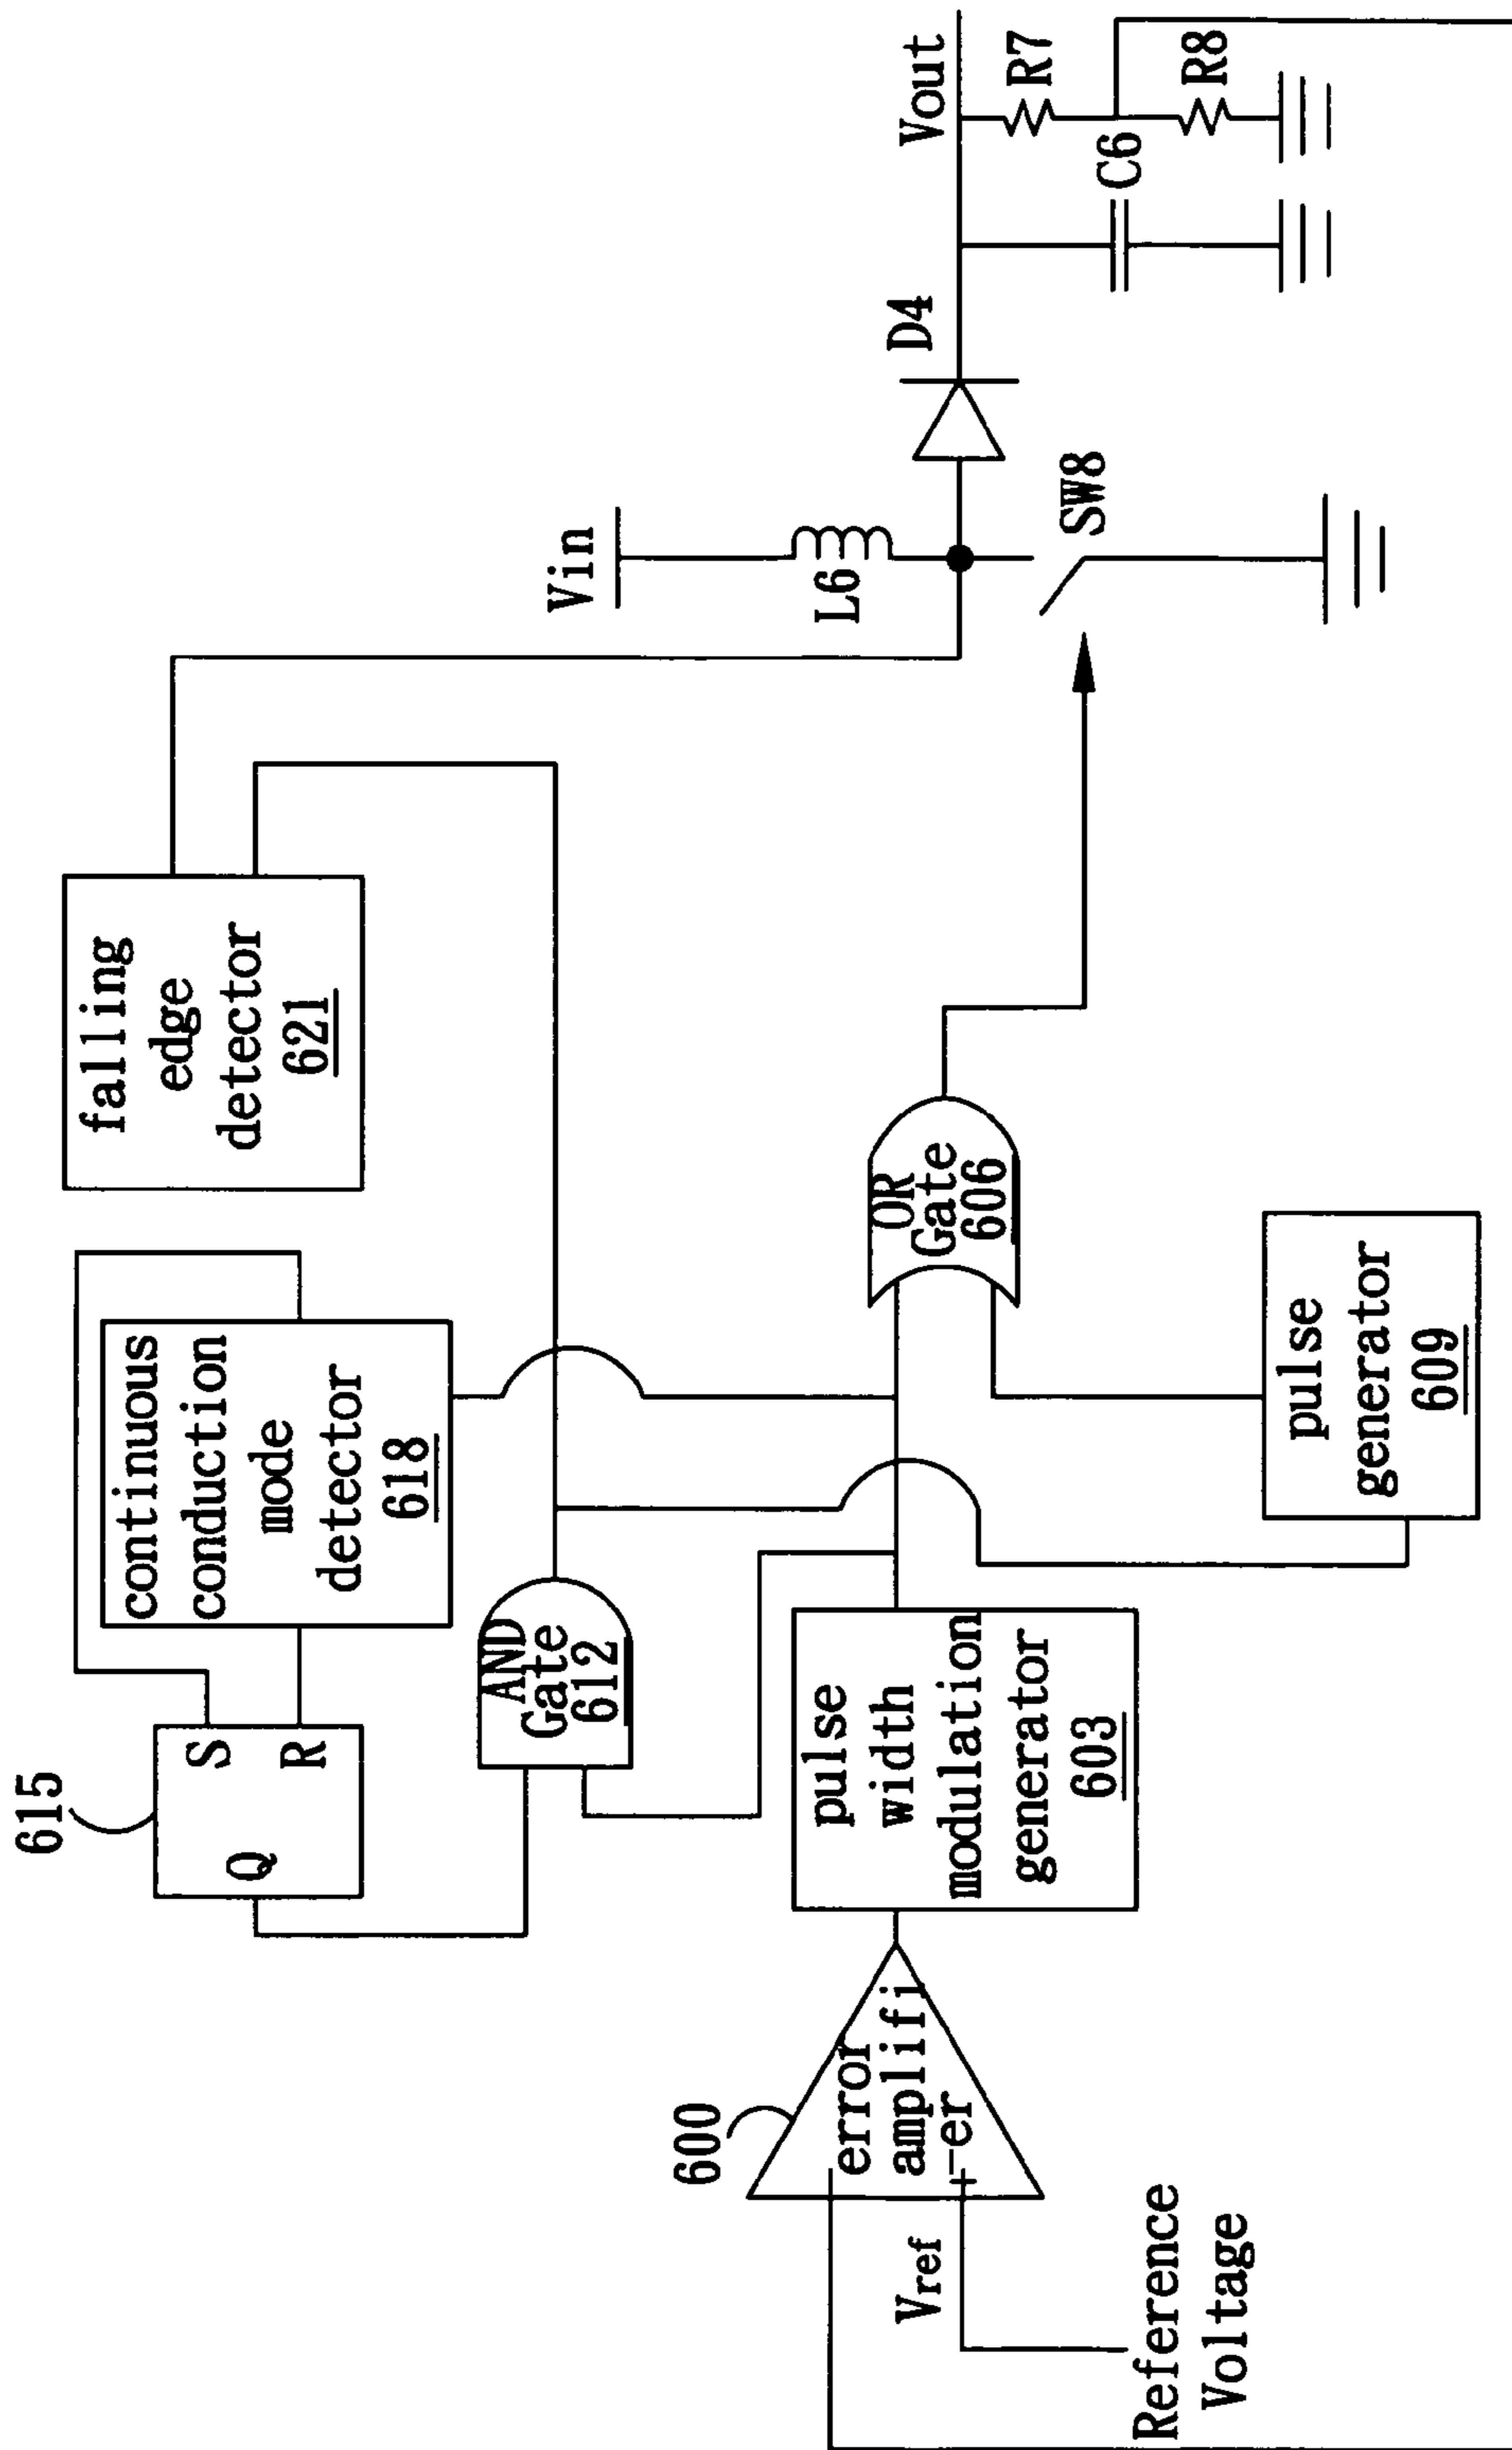 615
Q
S
R
continuous
conduction
mode
detector
618
falling
edge
detector
621
AND
Gate
612
600
error
amplifi
-er
-
+
Vref
Reference
Voltage
pulse
width
modulation
generator
603
OR
Gate
606
pulse
generator
609
Vin
L6
SW8
D4
Vout
C6
R7
R8